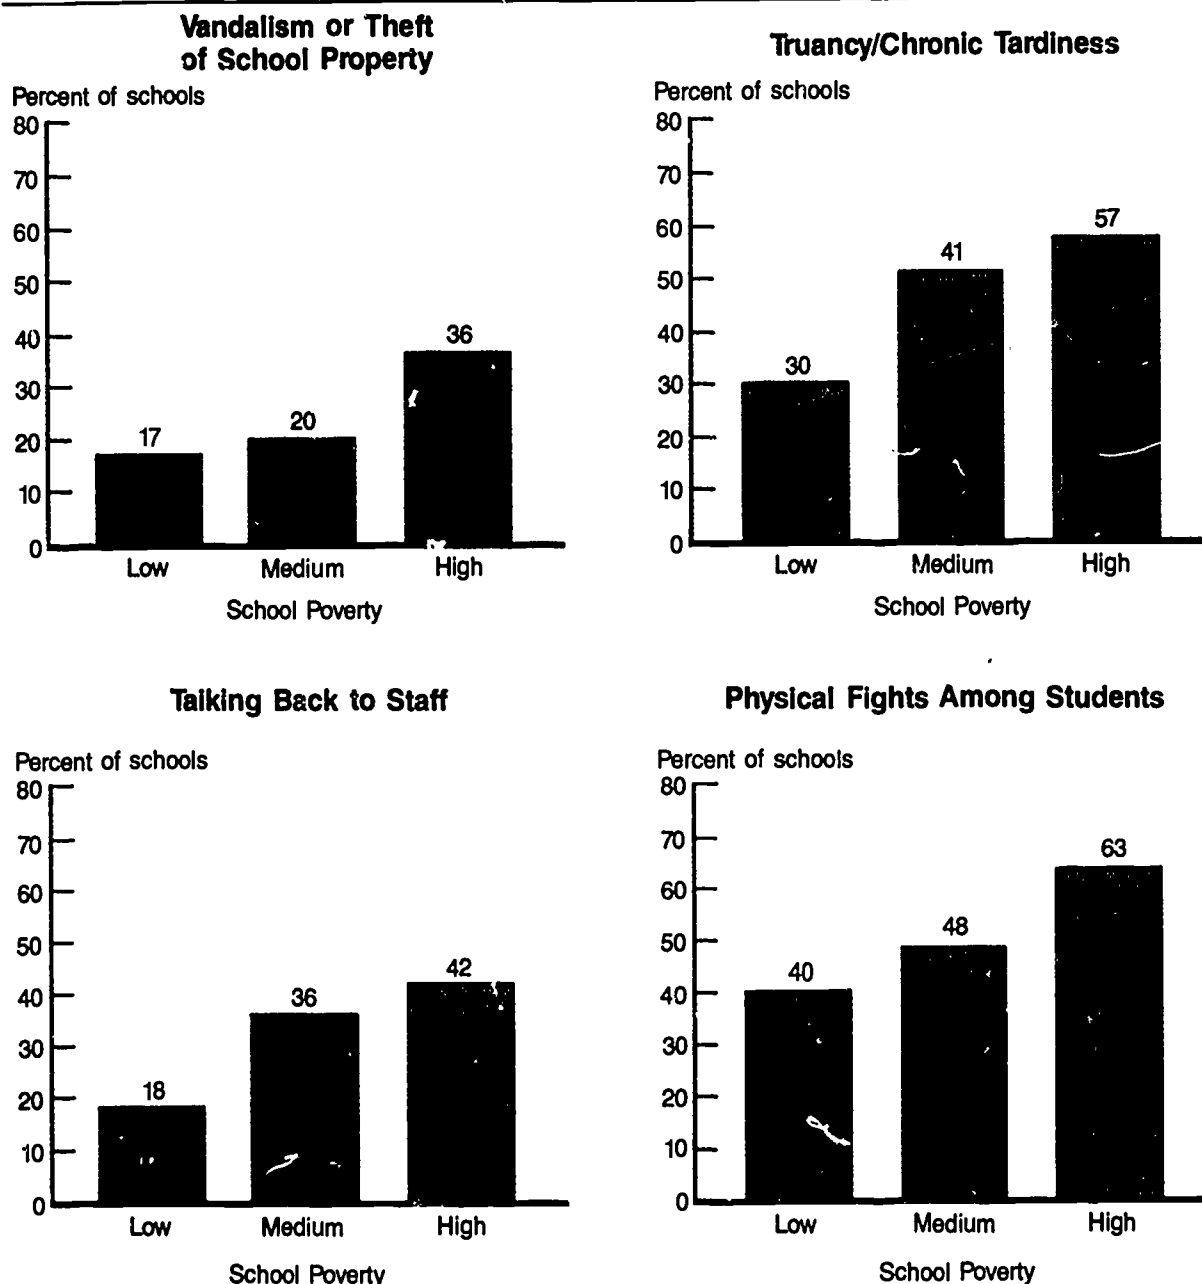 Vandalism or Theft
of School Property
Percent of schools
80
70
60
50
40
30
20
10
0
17
20
36
Low Medium High
School Poverty
Truancy/Chronic Tardiness
Percent of schools
80
70
60
50
40
30
20
10
0
30
41
57
Low Medium High
School Poverty
Talking Back to Staff
Percent of schools
80
70
60
50
40
30
20
10
0
18
36
42
Low Medium High
School Poverty
Physical Fights Among Students
Percent of schools
80
70
60
50
40
30
20
10
0
40
48
63
Low Medium High
School Poverty